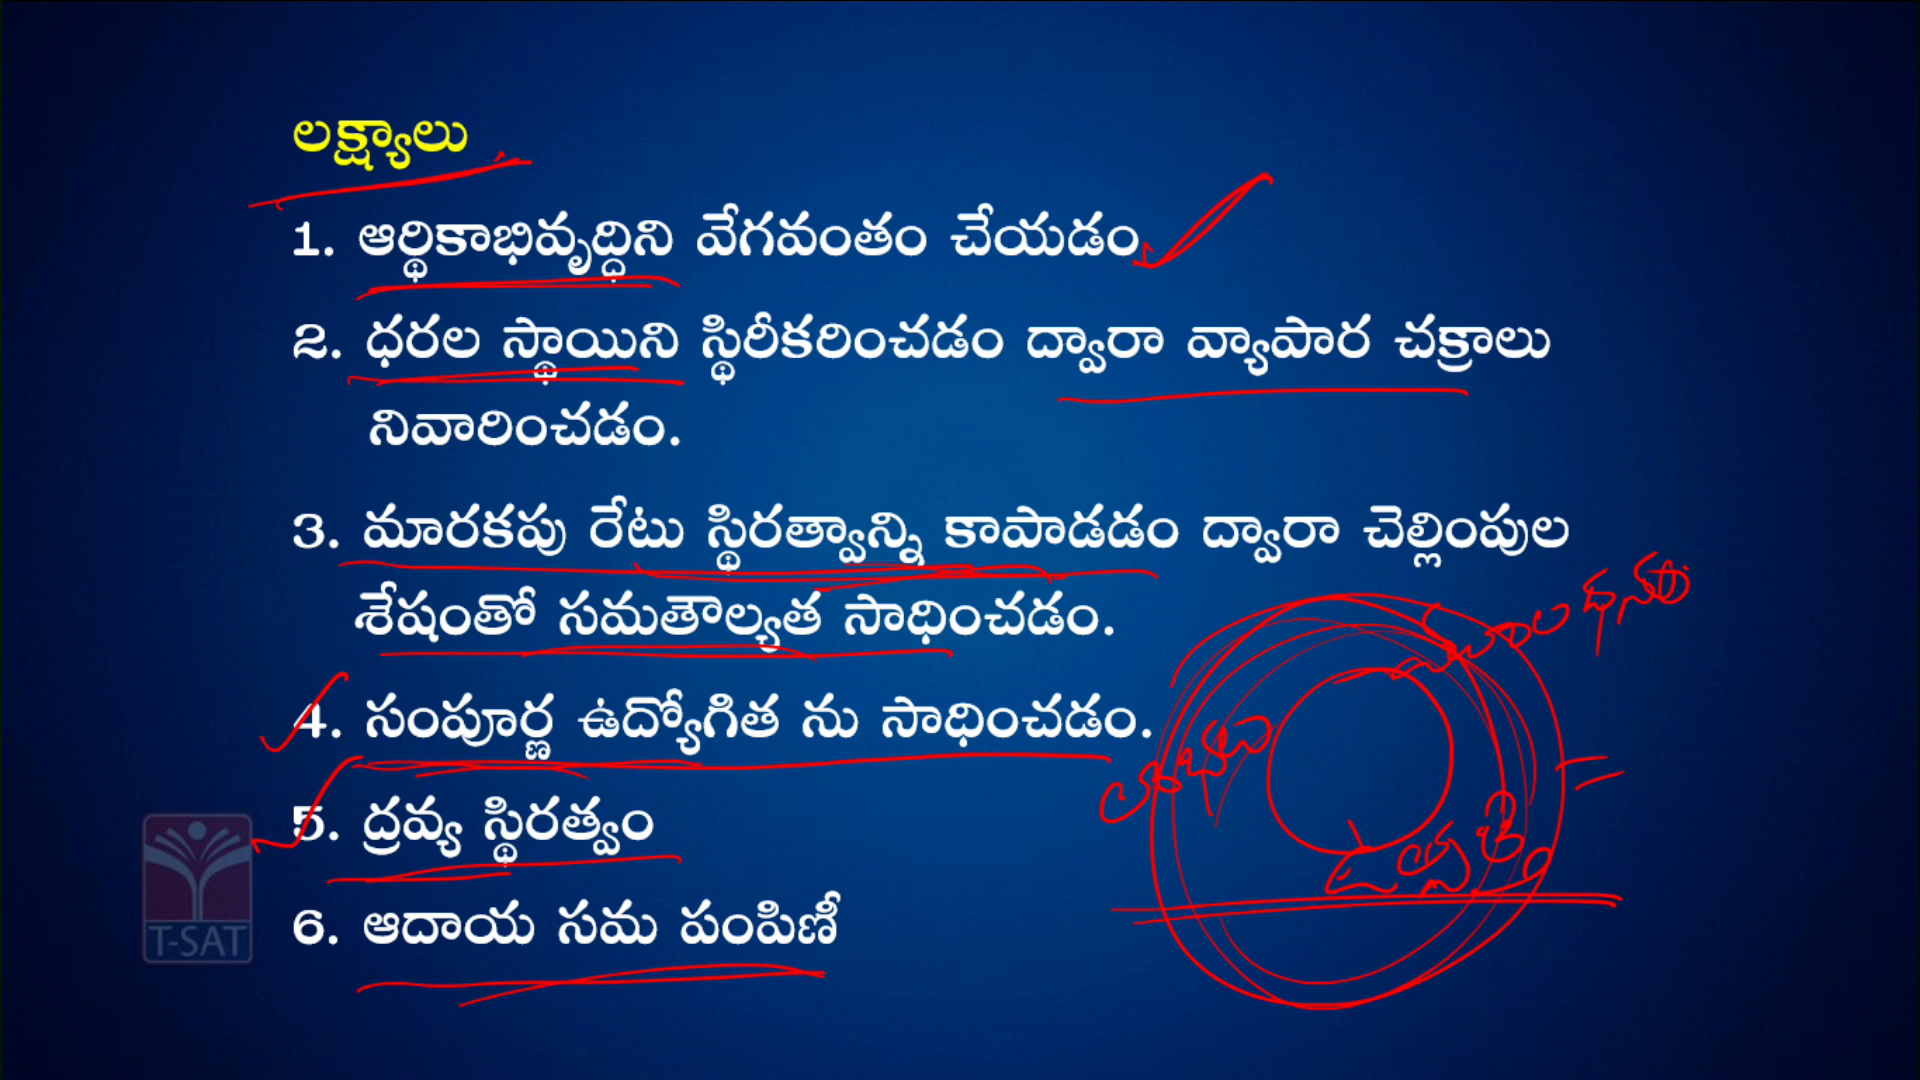 లక్ష్యాలు
1. ఆర్థికాభివృద్ధిని వేగవంతం చేయడం
2. ధరల స్థాయిని స్థిరీకరించడం ద్వారా వ్యాపార చక్రాలు
నివారించడం.
3. మారకపు రేటు స్థిరత్వాన్ని కాపాడడం ద్వారా చెల్లింపుల
శేషంతో సమతౌల్యత సాధించడం.
4. సంపూర్ణ ఉద్యోగిత ను సాధించడం.
5. ద్రవ్య స్థిరత్వం
6. ఆదాయ సమ పంపిణీ
T-SAT